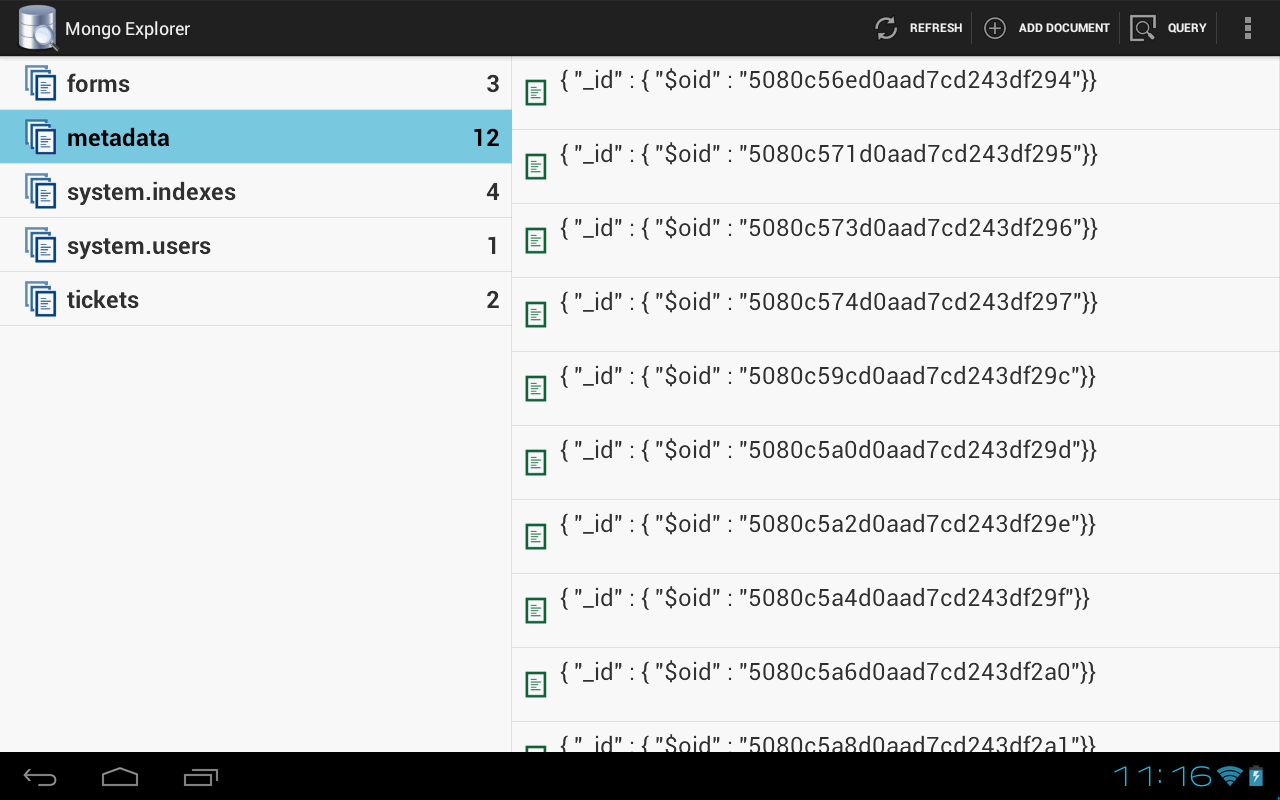 Mongo Explorer
REFRESH
ADD DOCUMENT
QUERY
forms 3
metadata 12
system.indexes 4
system.users 1
tickets 2
{ "_id" : { "$oid" : "5080c56ed0aad7cd243df294"}}
{ "_id" : { "$oid" : "5080c571d0aad7cd243df295"}}
{ "_id" : { "$oid" : "5080c573d0aad7cd243df296"}}
{ "_id" : { "$oid" : "5080c574d0aad7cd243df297"}}
{ "_id" : { "$oid" : "5080c59cd0aad7cd243df29c"}}
{ "_id" : { "$oid" : "5080c5a0d0aad7cd243df29d"}}
{ "_id" : { "$oid" : "5080c5a2d0aad7cd243df29e"}}
{ "_id" : { "$oid" : "5080c5a4d0aad7cd243df29f"}}
{ "_id" : { "$oid" : "5080c5a6d0aad7cd243df2a0"}}
{ "_id" : { "$oid" : "5080c5a8d0aad7cd243df2a1"}}
11:16